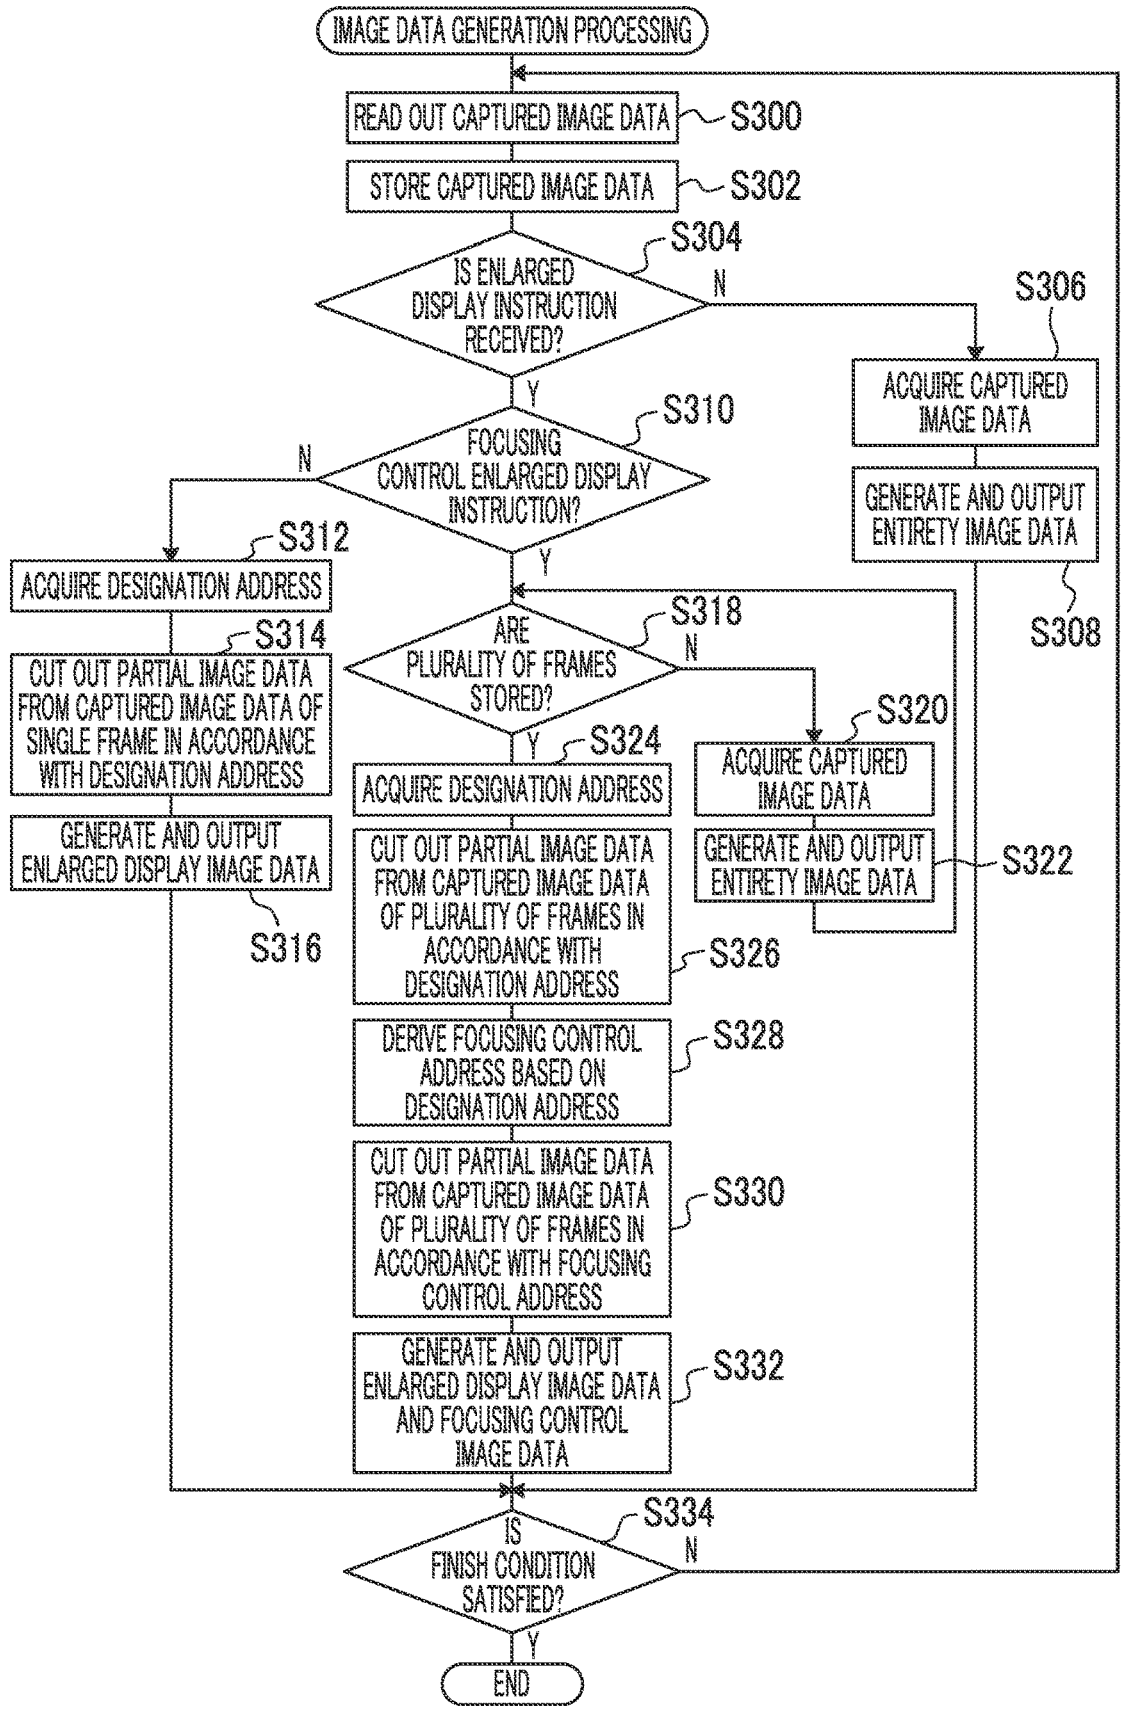 IMAGE DATA GENERATION PROCESSING
READ OUT CAPTURED IMAGE DATA
S300
STORE CAPTURED IMAGE DATA
S302
S304
IS ENLARGED
DISPLAY INSTRUCTION
RECEIVED?
N
Y
S306
ACQUIRE CAPTURED
IMAGE DATA
GENERATE AND OUTPUT
ENTIRETY IMAGE DATA
S308
S310
FOCUSING
CONTROL ENLARGED DISPLAY
INSTRUCTION?
N
Y
S312
ACQUIRE DESIGNATION ADDRESS
S314
CUT OUT PARTIAL IMAGE DATA
FROM CAPTURED IMAGE DATA OF
SINGLE FRAME IN ACCORDANCE
WITH DESIGNATION ADDRESS
GENERATE AND OUTPUT
ENLARGED DISPLAY IMAGE DATA
S316
S318
ARE
PLURALITY OF FRAMES
STORED?
N
Y
S320
ACQUIRE CAPTURED
IMAGE DATA
GENERATE AND OUTPUT
ENTIRETY IMAGE DATA
S322
S324
ACQUIRE DESIGNATION ADDRESS
CUT OUT PARTIAL IMAGE DATA
FROM CAPTURED IMAGE DATA
OF PLURALITY OF FRAMES IN
ACCORDANCE WITH
DESIGNATION ADDRESS
S326
DERIVE FOCUSING CONTROL
ADDRESS BASED ON
DESIGNATION ADDRESS
S328
CUT OUT PARTIAL IMAGE DATA
FROM CAPTURED IMAGE DATA
OF PLURALITY OF FRAMES IN
ACCORDANCE WITH FOCUSING
CONTROL ADDRESS
S330
GENERATE AND OUTPUT
ENLARGED DISPLAY IMAGE DATA
AND FOCUSING CONTROL
IMAGE DATA
S332
S334
IS
FINISH CONDITION
SATISFIED?
N
Y
END